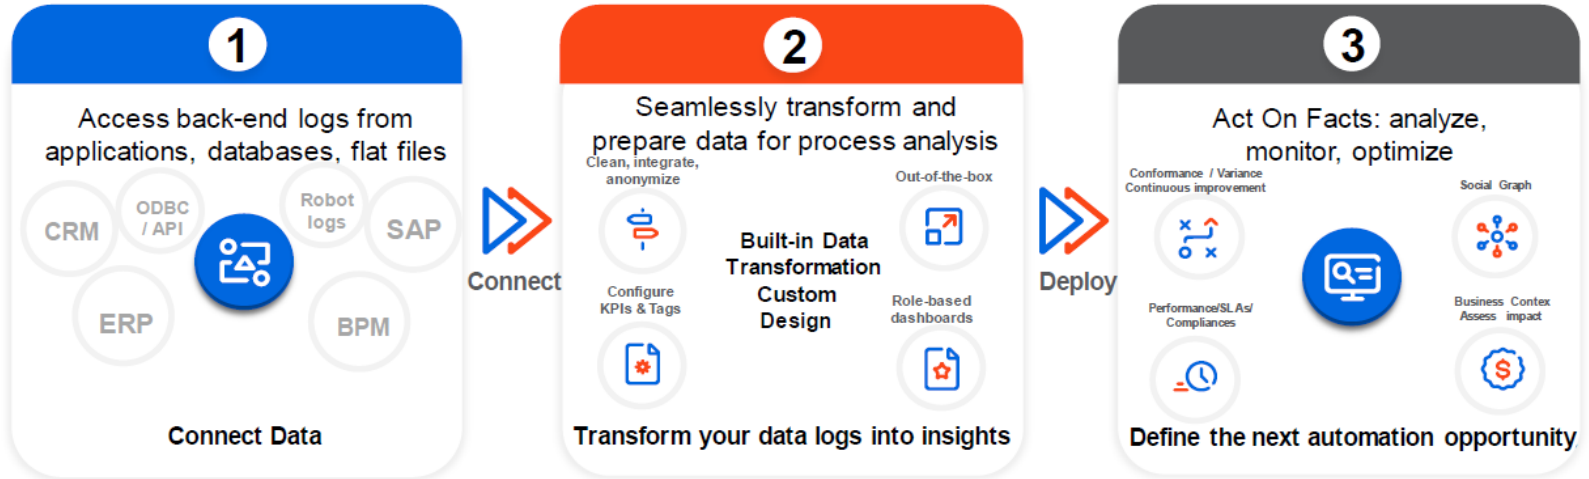 1
Access back-end logs from
applications, databases, flat files
CRM
ODBC
/ API
Robot
logs
SAP
ERP
BPM
Connect Data
Connect
2
Seamlessly transform and
prepare data for process analysis
Clean, integrate,
anonymize
Out-of-the-box
Built-in Data
Transformation
Custom
Design
Configure
KPIs & Tags
Role-based
dashboards
Transform your data logs into insights
Deploy
3
Act On Facts: analyze,
monitor, optimize
Conformance / Variance
Continuous improvement
Social Graph
Performance/SLAs/
Compliances
Business Contex
Assess impact
$
Define the next automation opportunity